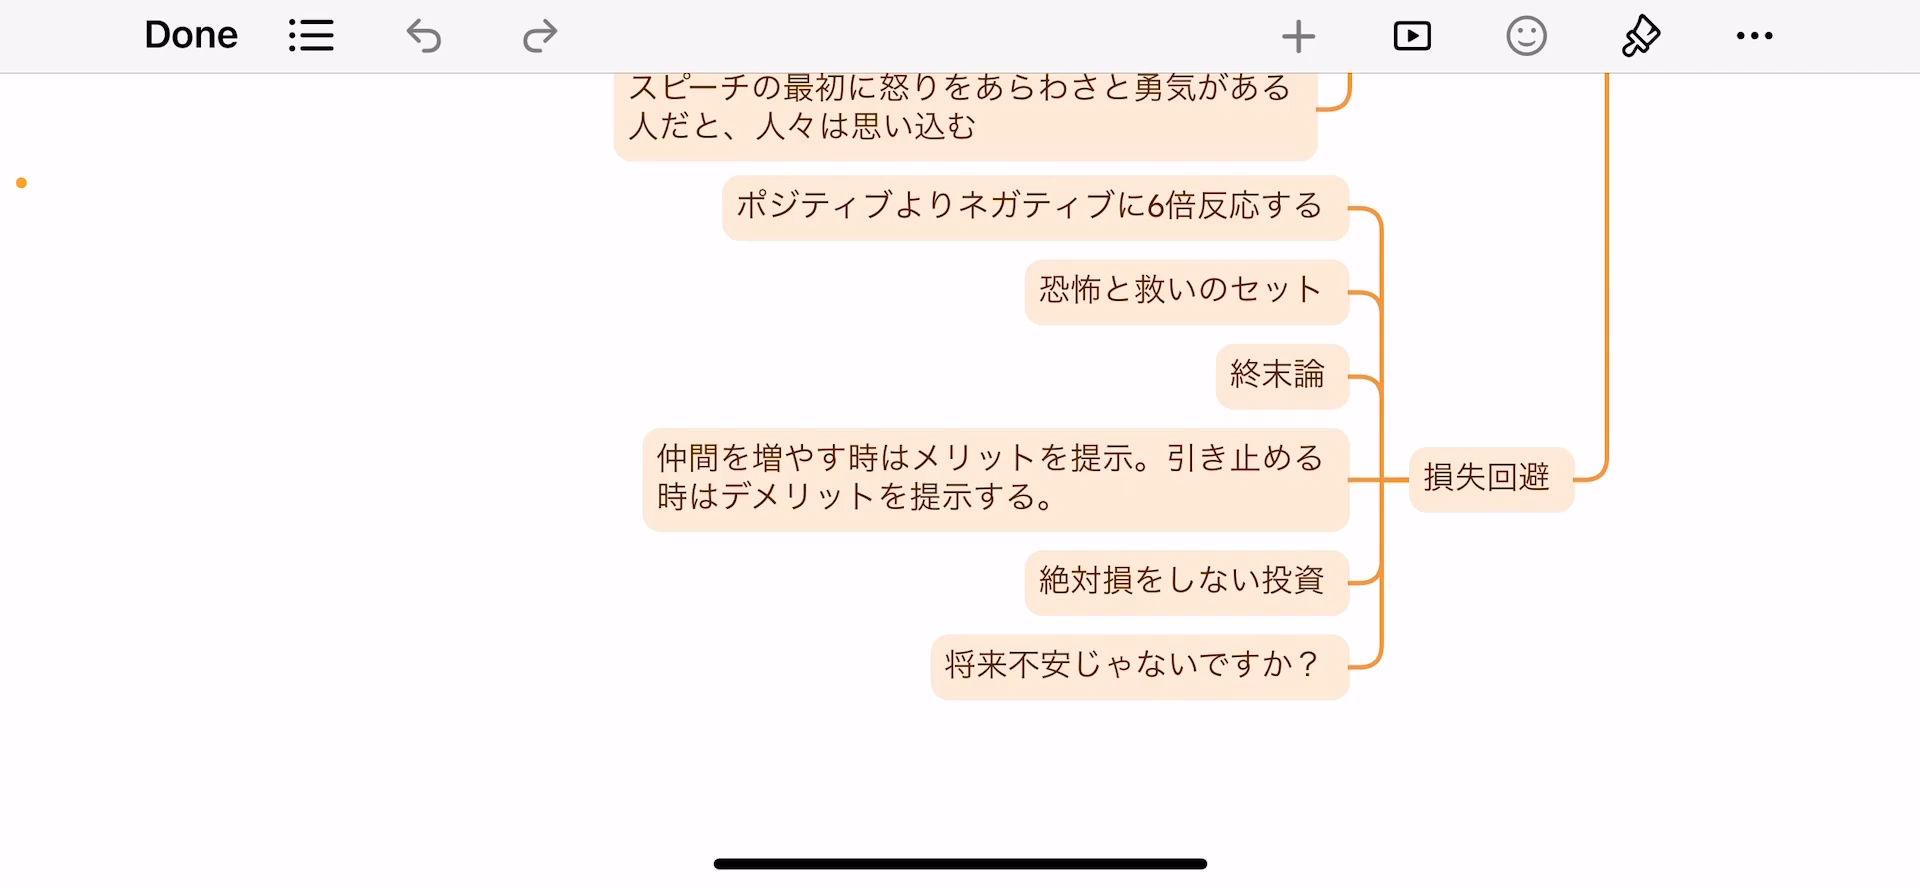 Done
スピーチの最初に怒りをあらわさと勇気がある
人だと、人々は思い込む
ポジティブよりネガティブに6倍反応する
恐怖と救いのセット
終末論
仲間を増やす時はメリットを提示。引き止める
時はデメリットを提示する。
損失回避
絶対損をしない投資
将来不安じゃないですか？